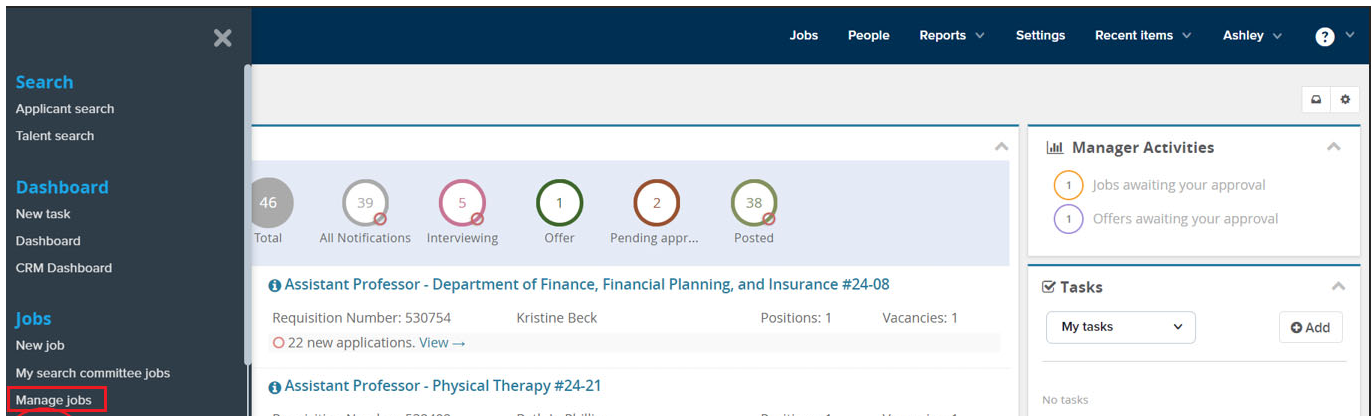 Jobs People Reports Settings Recent items Ashley ?
Search
Applicant search
Talent search
Dashboard
New task
Dashboard
CRM Dashboard
Jobs
New job
My search committee jobs
Manage jobs
46 39 5 1 2 38
Total All Notifications Interviewing Offer Pending appr... Posted
Assistant Professor - Department of Finance, Financial Planning, and Insurance #24-08
Requisition Number: 530754 Kristine Beck Positions: 1 Vacancies: 1
22 new applications. View →
Assistant Professor - Physical Therapy #24-21
Manager Activities
1 Jobs awaiting your approval
1 Offers awaiting your approval
Tasks
My tasks Add
No tasks